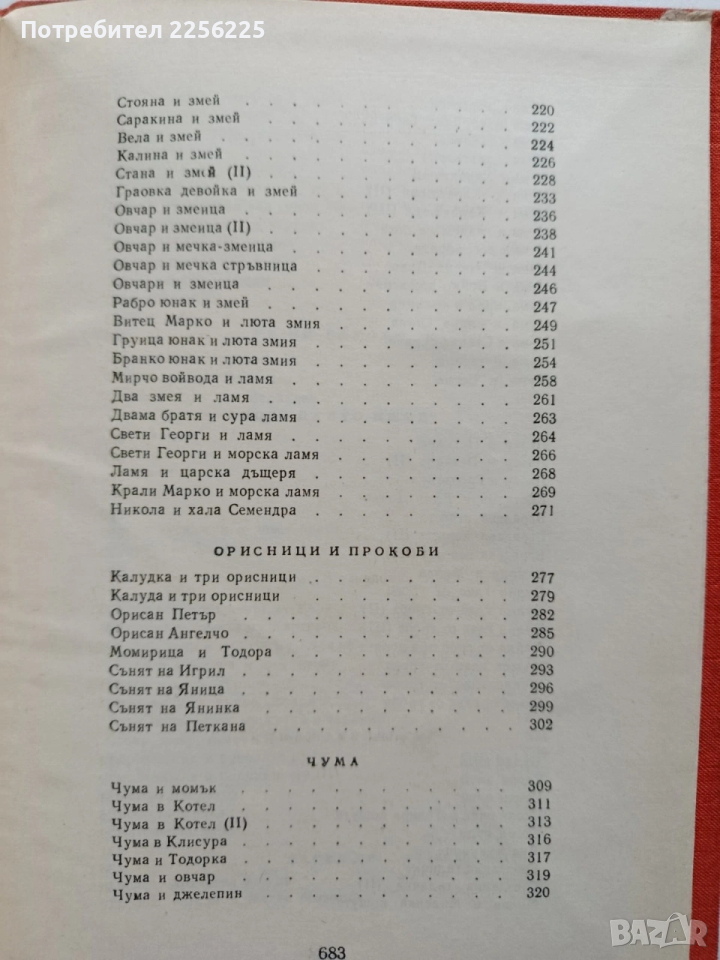 Потребител 2256225
Стояна и змей . . . . . . . . . . . 220
Саракина и змей . . . . . . . . . . 222
Вела и змей . . . . . . . . . . . . 224
Калина и змей . . . . . . . . . . . 226
Стана и змей (II) . . . . . . . . . . 228
Граовка девойка и змей . . . . . . . . 233
Овчар и змеица . . . . . . . . . . . 236
Овчар и змеица (II) . . . . . . . . . . 238
Овчар и мечка-змеица . . . . . . . . . 241
Овчар и мечка стръвница . . . . . . . . 244
Овчари и змеица . . . . . . . . . . 246
Рабро юнак и змей . . . . . . . . . . 247
Витец Марко и люта змия . . . . . . . 249
Груица юнак и люта змия . . . . . . . . 251
Бранко юнак и люта змия . . . . . . . . 254
Мирчо войвода и ламя . . . . . . . . . 258
Два змея и ламя . . . . . . . . . . 261
Двама братя и сура ламя . . . . . . . . 263
Свети Георги и ламя . . . . . . . . . 264
Свети Георги и морска ламя . . . . . . . 266
Ламя и царска дъщеря . . . . . . . . 268
Крали Марко и морска ламя . . . . . . . 269
Никола и хала Семендра . . . . . . . 271
ОРИСНИЦИ И ПРОКОБИ
Калудка и три орисници . . . . . . . . 277
Калуда и три орисници . . . . . . . . 279
Орисан Петър . . . . . . . . . . . 282
Орисан Ангелчо . . . . . . . . . . 285
Момирица и Тодора . . . . . . . . . 290
Сънят на Игрил . . . . . . . . . . . 293
Сънят на Яница . . . . . . . . . . . 296
Сънят на Янинка . . . . . . . . . . 299
Сънят на Петкана . . . . . . . . . . 302
ЧУМА
Чума и момък . . . . . . . . . . . 309
Чума в Котел . . . . . . . . . . . 311
Чума в Котел (II) . . . . . . . . . . 313
Чума в Клисура . . . . . . . . . . . 316
Чума и Тодорка . . . . . . . . . . . 317
Чума и овчар . . . . . . . . . . . 319
Чума и джелепин . . . . . . . . . . 320
683
BAZAR